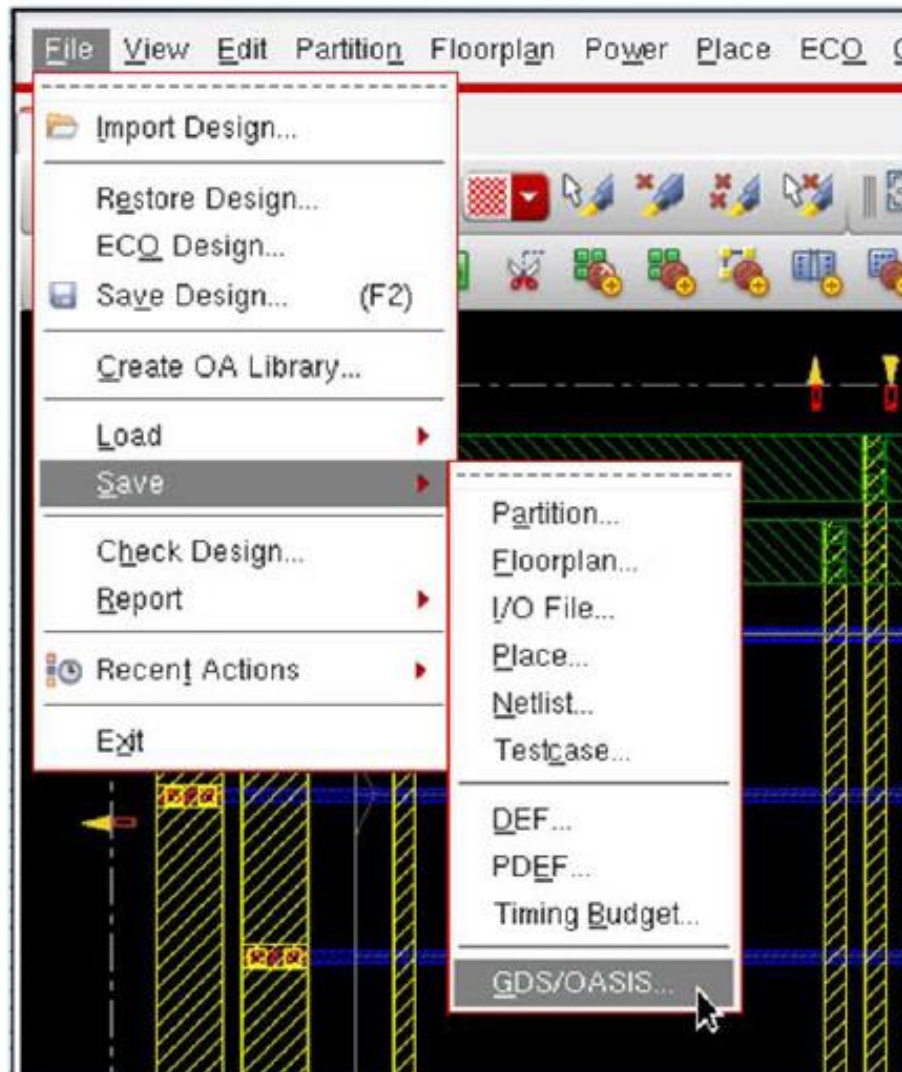 File View Edit Partition Floorplan Power Place ECO
Import Design...
Restore Design...
ECO Design...
Save Design... (F2)
Create OA Library...
Load
Save
Check Design...
Report
Recent Actions
Exit
Partition...
Floorplan...
I/O File...
Place...
Netlist...
Testcase...
DEF...
PDEF...
Timing Budget...
GDS/OASIS...